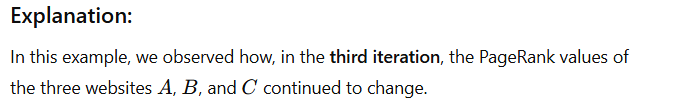 Explanation:
In this example, we observed how, in the third iteration, the PageRank values of
the three websites A, B, and C continued to change.